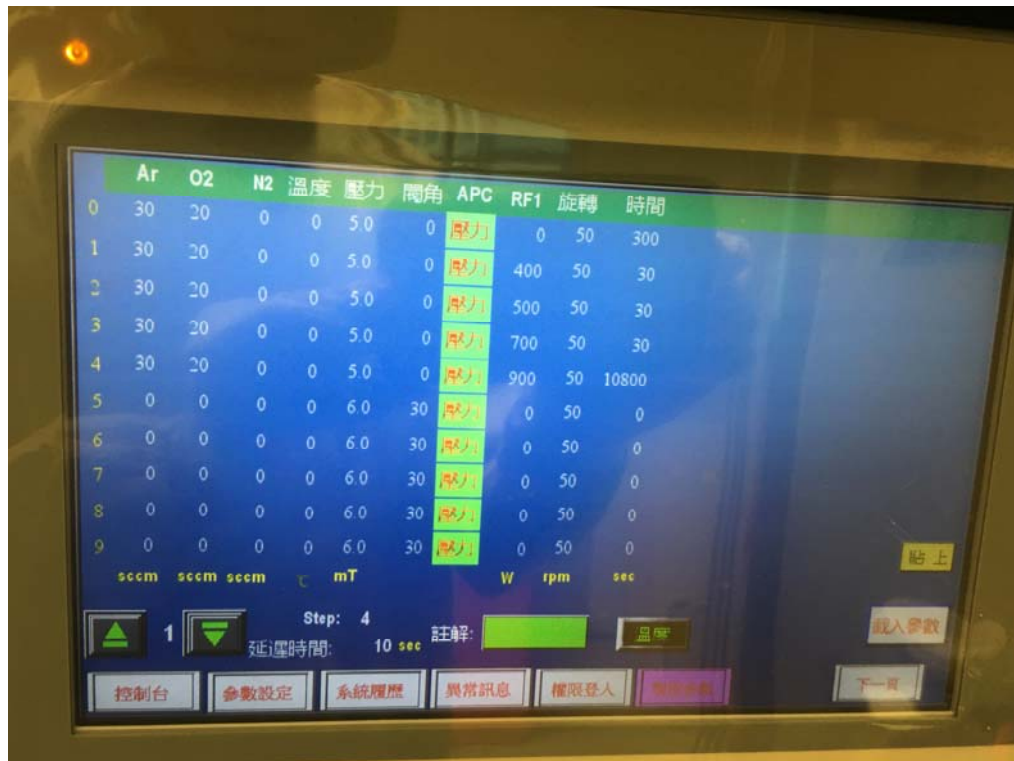 Ar O2 N2 溫度 壓力 閥角 APC RF1 旋轉 時間
0 30 20 0 0 5.0 0 壓力 0 50 300
1 30 20 0 0 5.0 0 壓力 400 50 30
2 30 20 0 0 5.0 0 壓力 500 50 30
3 30 20 0 0 5.0 0 壓力 700 50 30
4 30 20 0 0 5.0 0 壓力 900 50 10800
5 0 0 0 0 6.0 30 壓力 0 50 0
6 0 0 0 0 6.0 30 壓力 0 50 0
7 0 0 0 0 6.0 30 壓力 0 50 0
8 0 0 0 0 6.0 30 壓力 0 50 0
9 0 0 0 0 6.0 30 壓力 0 50 0
貼上
sccm sccm sccm ℃ mT W rpm sec
1 Step: 4 註解: 溫度 載入參數
延遲時間: 10 sec
控制台 參數設定 系統履歷 異常訊息 權限登入 下一頁